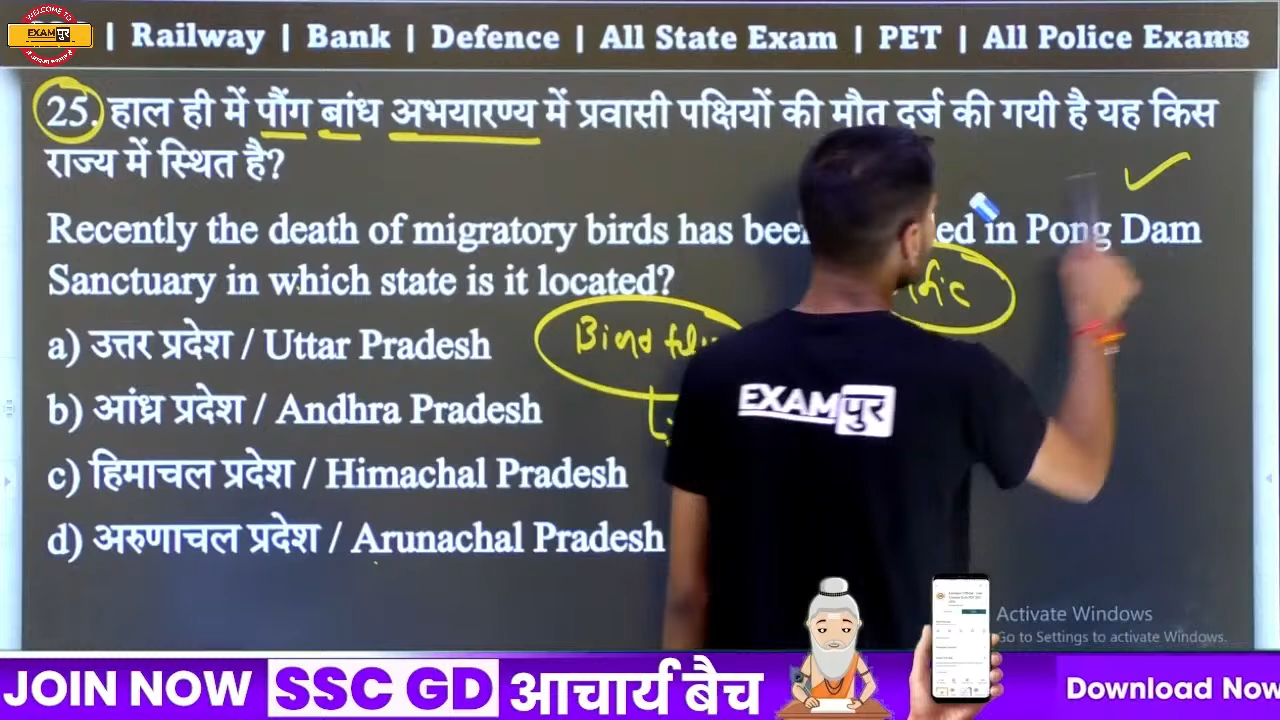 WELCOME TO
EXAMपुर
| Railway | Bank | Defence | All State Exam | PET | All Police Exams
25. हाल ही में पौंग बांध अभयारण्य में प्रवासी पक्षियों की मौत दर्ज की गयी है यह किस
राज्य में स्थित है?
Recently the death of migratory birds has been ed in Pong Dam
Sanctuary in which state is it located?
a) उत्तर प्रदेश / Uttar Pradesh
b) आंध्र प्रदेश / Andhra Pradesh
c) हिमाचल प्रदेश / Himachal Pradesh
d) अरुणाचल प्रदेश / Arunachal Pradesh
EXAMपुर
Activate Windows
Go to Settings to activate Windows.
JOIN NOW SSC GD आचार्य बैच
Download Now